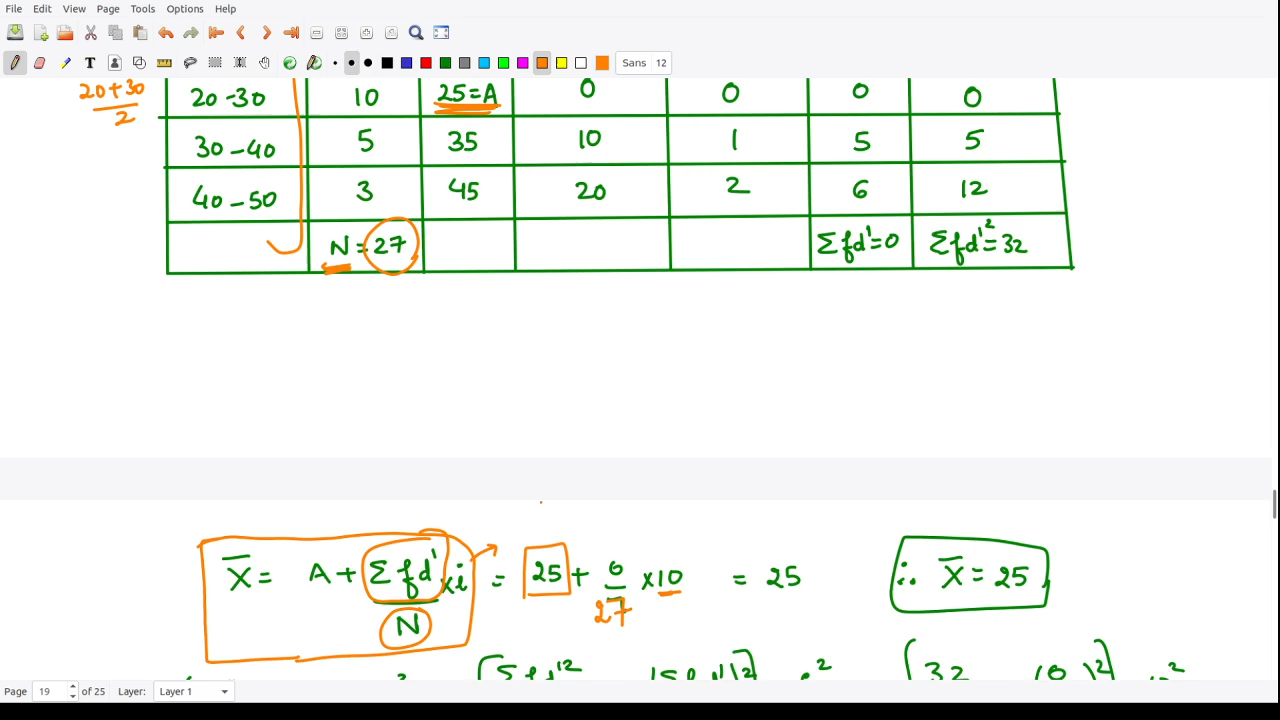 File Edit View Page Tools Options Help
Sans 12
20+30
2
20-30 10 25=A 0 0 0 0
30-40 5 35 10 1 5 5
40-50 3 45 20 2 6 12
N = 27 Σfd'=0 Σfd'²=32
X̄ = A + Σfd' × i = 25 + 0 × 10 = 25 ∴ X̄ = 25,
N 27
Page 19 of 25 Layer: Layer 1